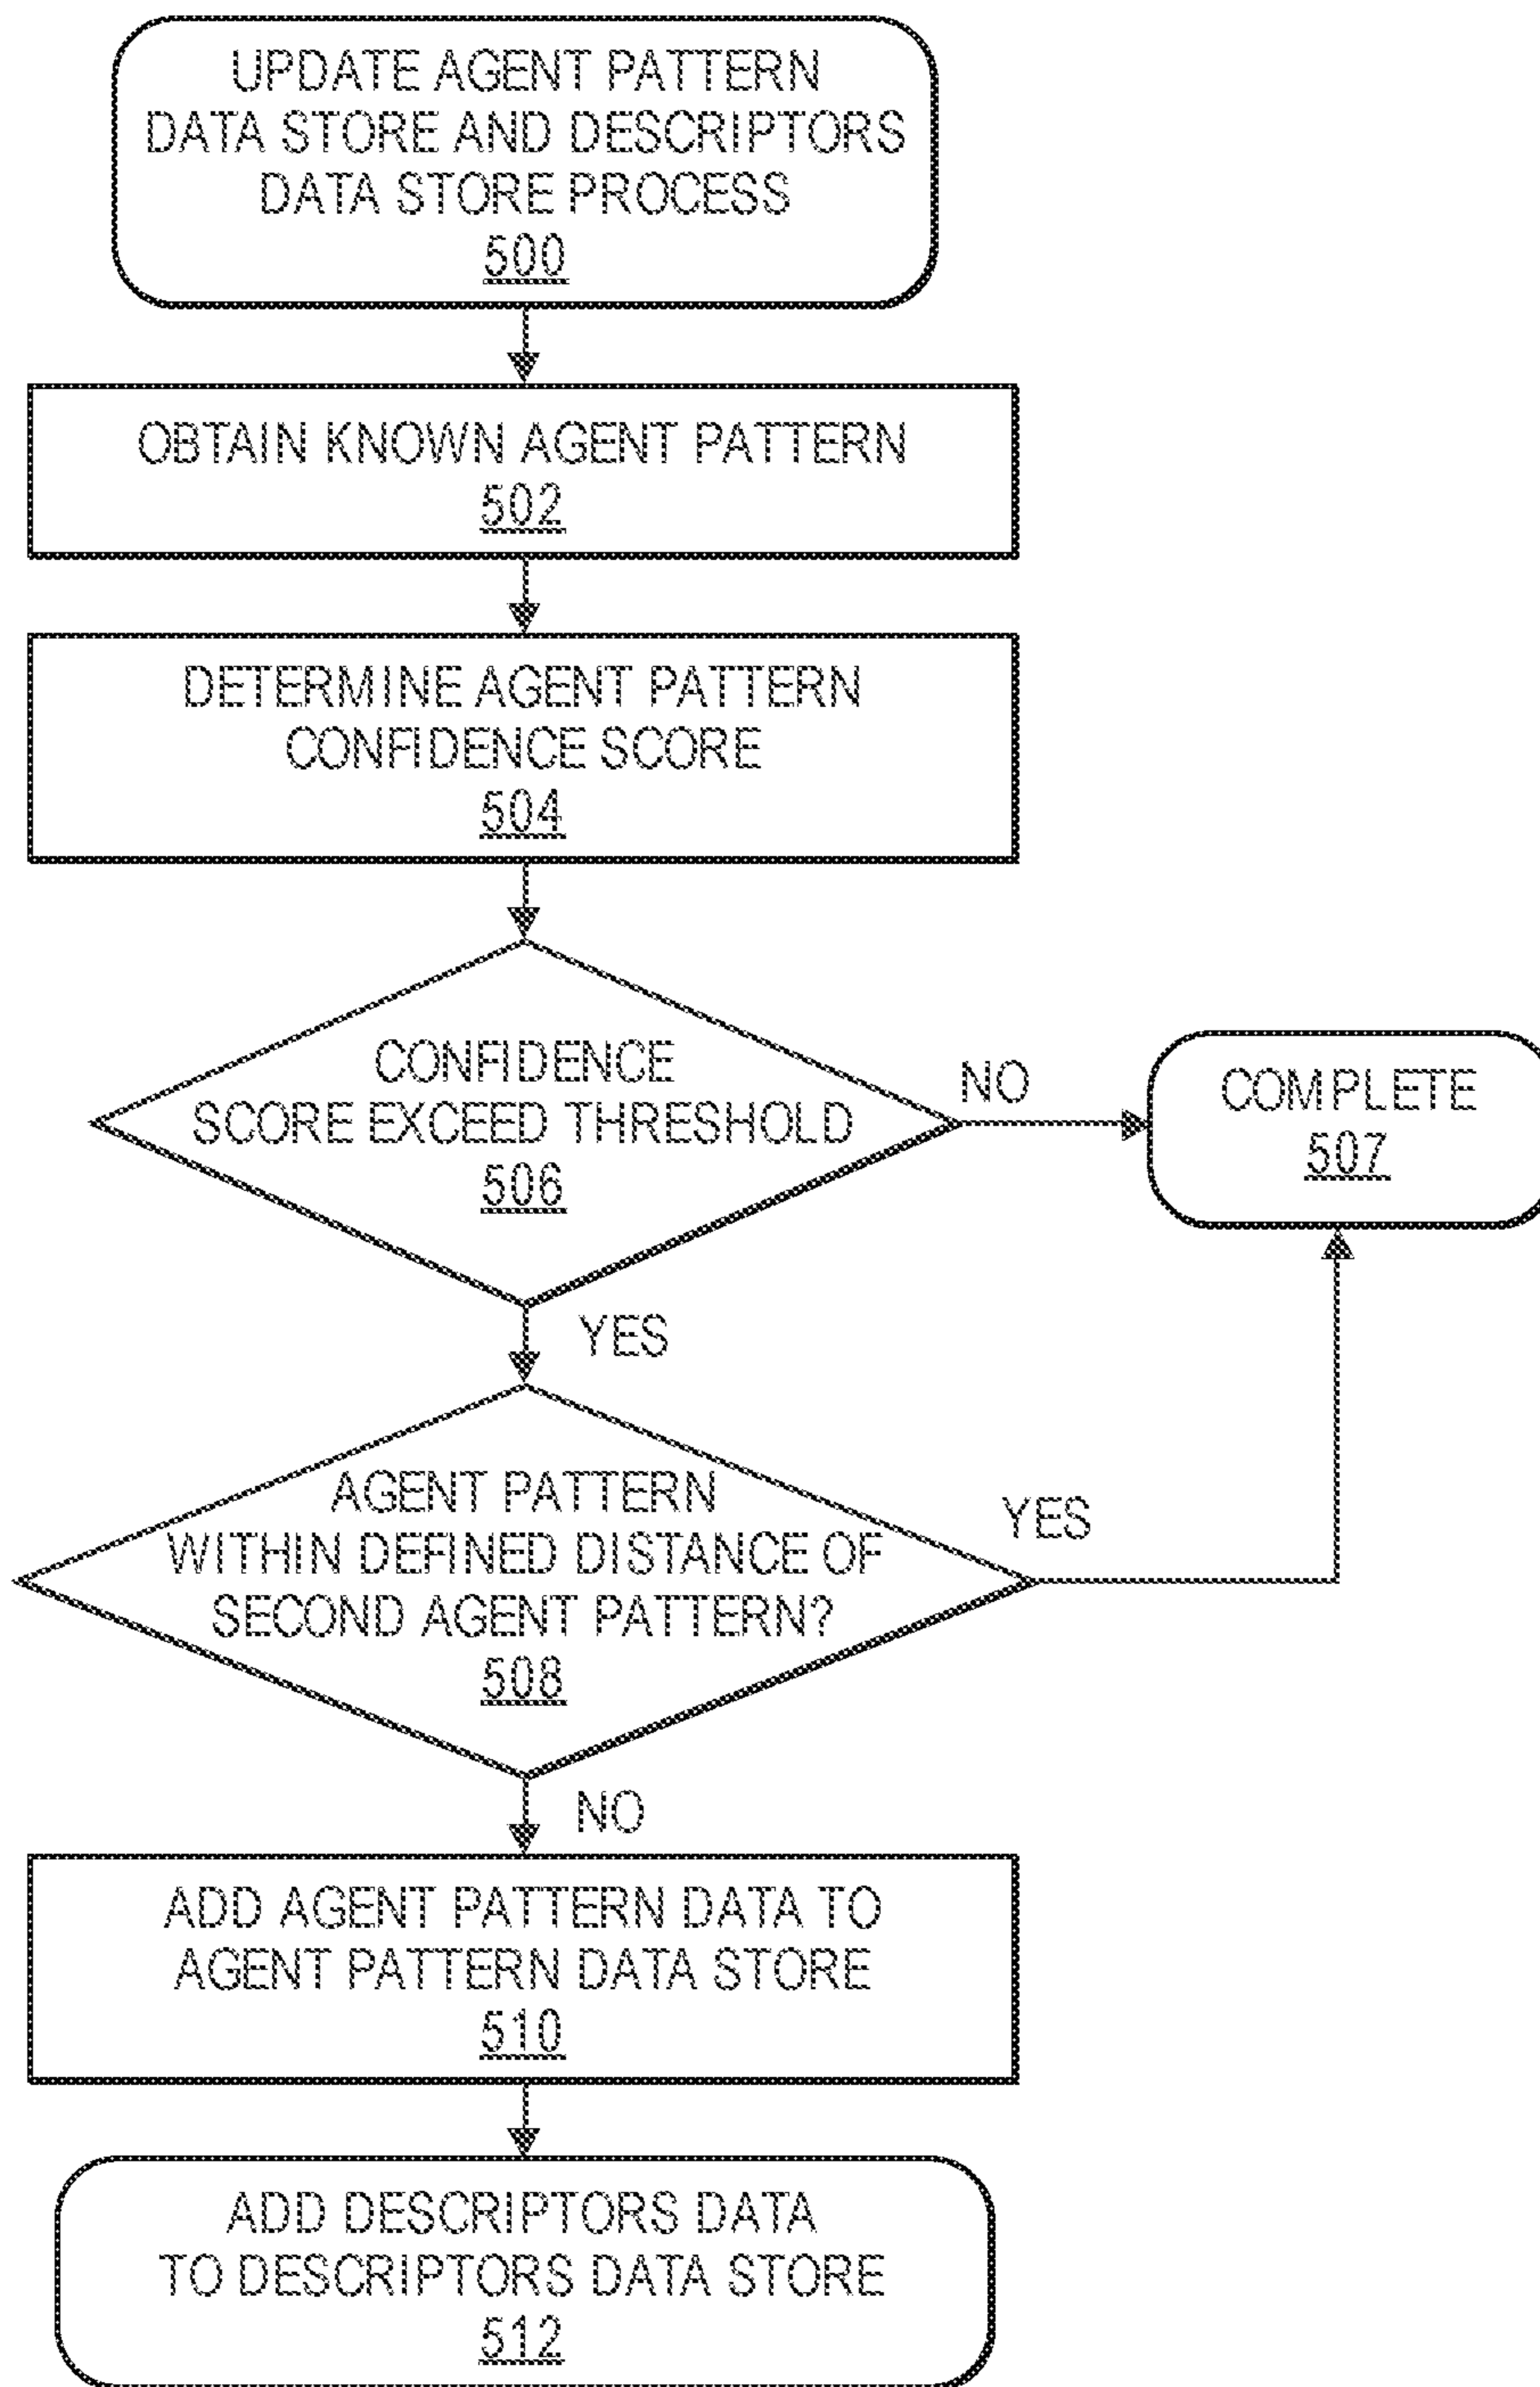 UPDATE AGENT PATTERN
DATA STORE AND DESCRIPTORS
DATA STORE PROCESS
500
OBTAIN KNOWN AGENT PATTERN
502
DETERMINE AGENT PATTERN
CONFIDENCE SCORE
504
CONFIDENCE
SCORE EXCEED THRESHOLD
506
NO
COMPLETE
507
YES
AGENT PATTERN
WITHIN DEFINED DISTANCE OF
SECOND AGENT PATTERN?
508
YES
NO
ADD AGENT PATTERN DATA TO
AGENT PATTERN DATA STORE
510
ADD DESCRIPTORS DATA
TO DESCRIPTORS DATA STORE
512